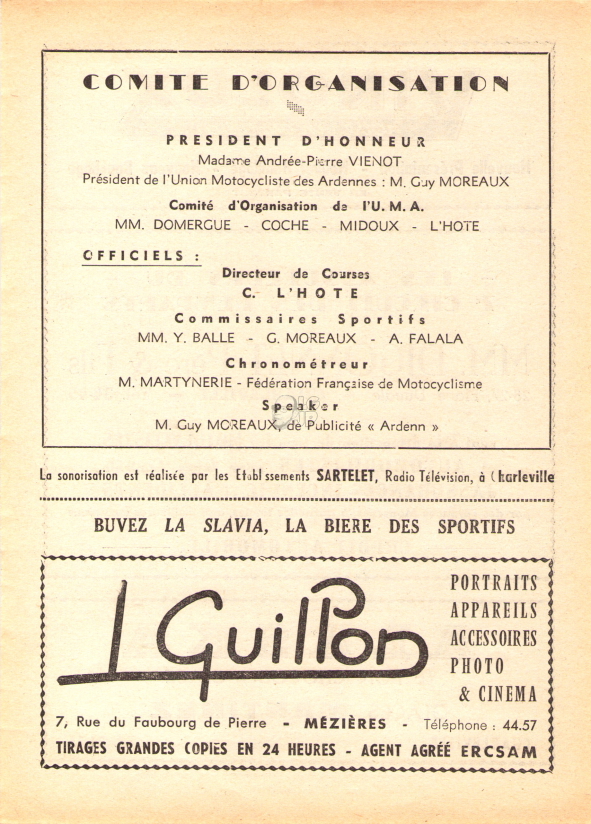 COMITE D'ORGANISATION
PRESIDENT D'HONNEUR
Madame Andrée-Pierre VIENOT
Président de l'Union Motocycliste des Ardennes : M. Guy MOREAUX
Comité d'Organisation de l'U. M. A.
MM. DOMERGUE - COCHE - MIDOUX - L'HOTE
OFFICIELS :
Directeur de Courses
C. L'HOTE
Commissaires Sportifs
MM. Y. BALLE - G. MOREAUX - A. FALALA
Chronométreur
M. MARTYNERIE - Fédération Française de Motocyclisme
Speaker
M. Guy MOREAUX, de Publicité « Ardenn »
La sonorisation est réalisée par les Etabl ssements SARTELET, Radio Télévision, à Charleville
BUVEZ LA SLAVIA, LA BIERE DES SPORTIFS
L Guillon
PORTRAITS
APPAREILS
ACCESSOIRES
PHOTO
& CINEMA
7, Rue du Faubourg de Pierre - MÉZIÈRES - Téléphone : 44.57
TIRAGES GRANDES COPIES EN 24 HEURES - AGENT AGRÉÉ ERCSAM